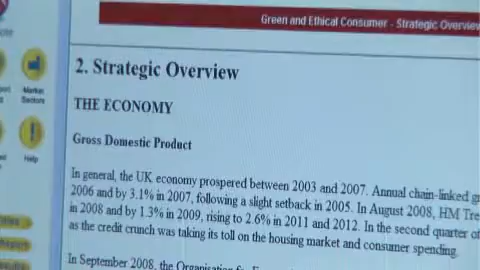 Green and Ethical Consumer - Strategic Overview
2. Strategic Overview
Market
Sectors
THE ECONOMY
Gross Domestic Product
Help
In general, the UK economy prospered between 2003 and 2007. Annual chain-linked
2006 and by 3.1% in 2007, following a slight setback in 2005. In August 2008, HM
in 2008 and by 1.3% in 2009, rising to 2.6% in 2011 and 2012. In the second quarter of
as the credit crunch was taking its toll on the housing market and consumer spending.
In September 2008, the